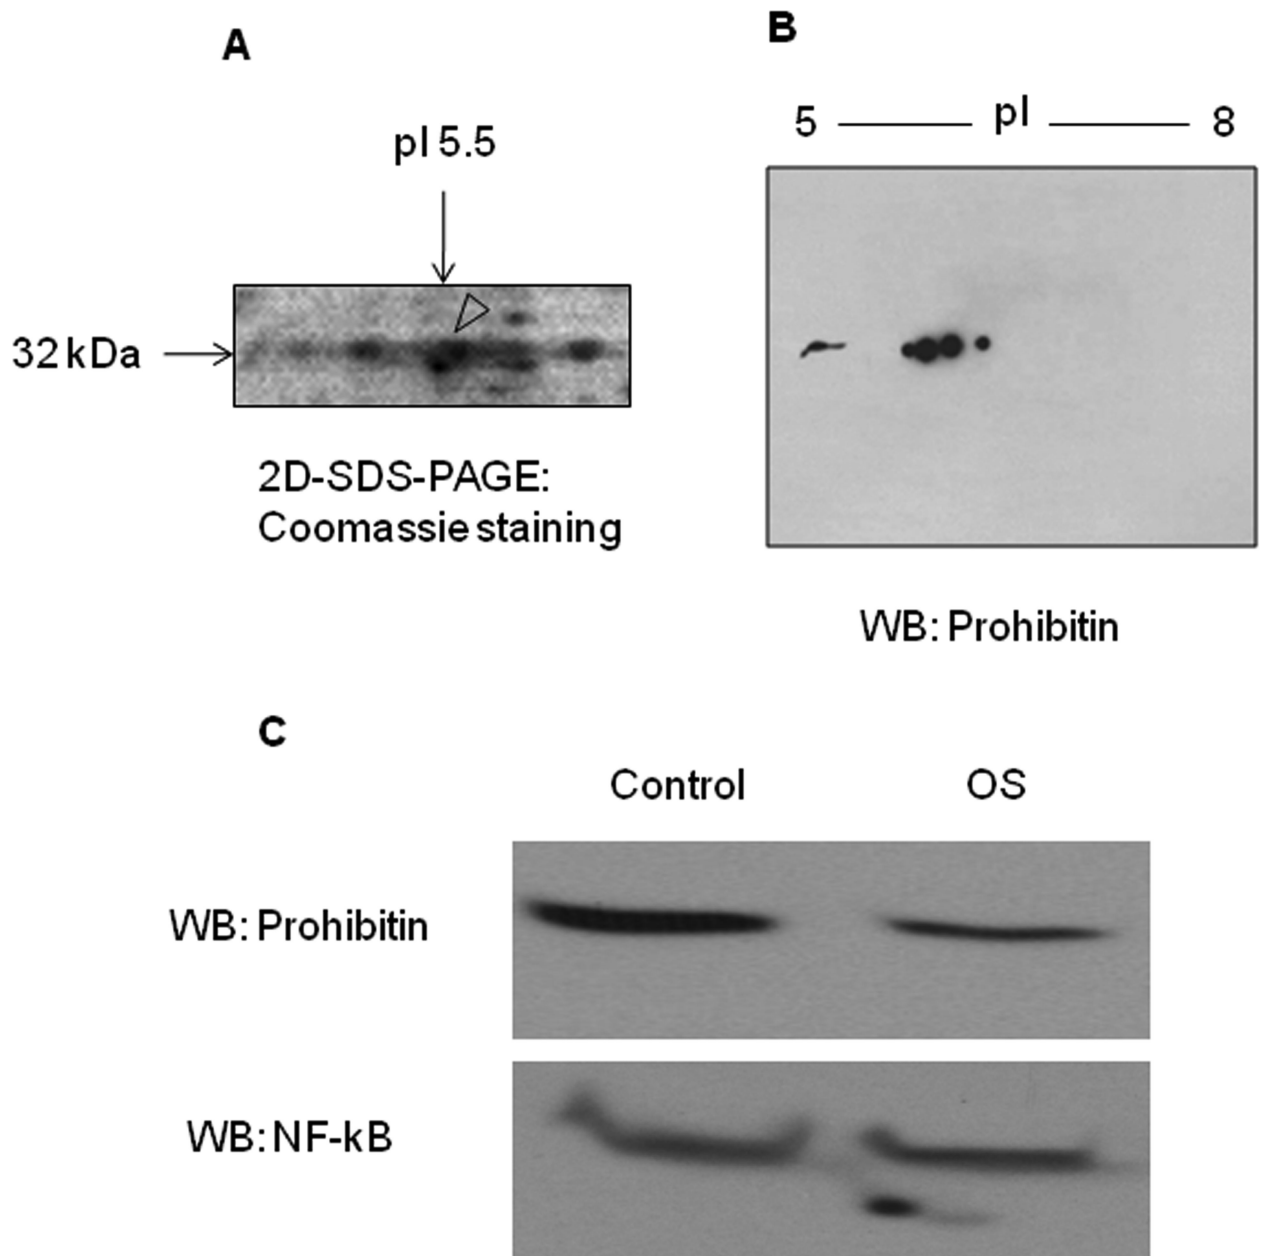 A
pI 5.5
32 kDa
2D-SDS-PAGE:
Coomassie staining
B
5 pI 8
WB: Prohibitin
C
Control OS
WB: Prohibitin
WB: NF-kB